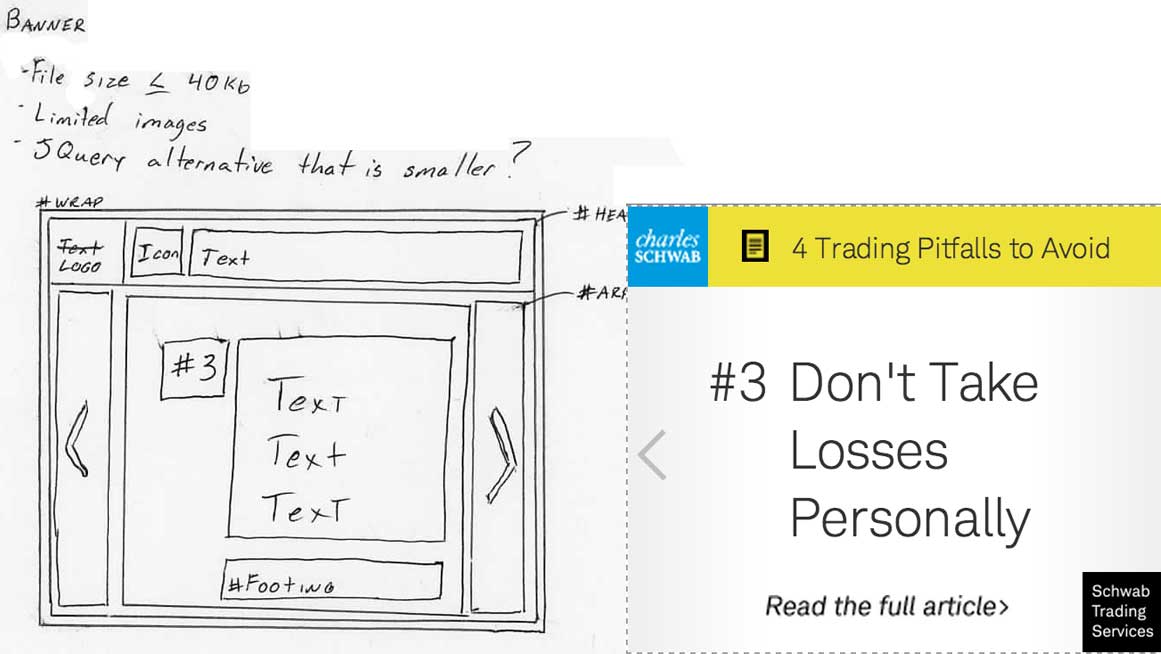 BANNER
-File size ≤ 40Kb
- Limited images
- JQuery alternative that is smaller?
#WRAP
#HEA
Text
LOGO
Icon
Text
#ARR
#3
Text
Text
Text
#FOOTING
charles
SCHWAB
4 Trading Pitfalls to Avoid
#3 Don't Take
Losses
Personally
Read the full article>
Schwab
Trading
Services